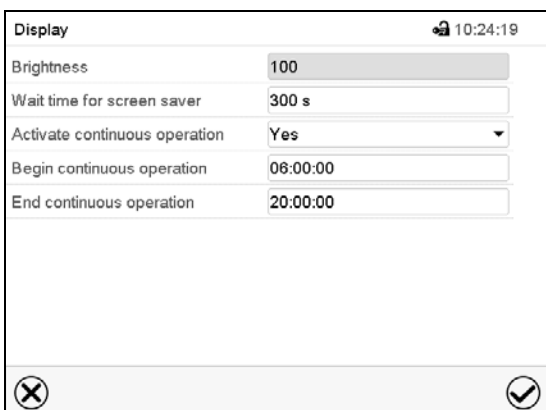 Display 10:24:19
Brightness 100
Wait time for screen saver 300 s
Activate continuous operation Yes
Begin continuous operation 06:00:00
End continuous operation 20:00:00